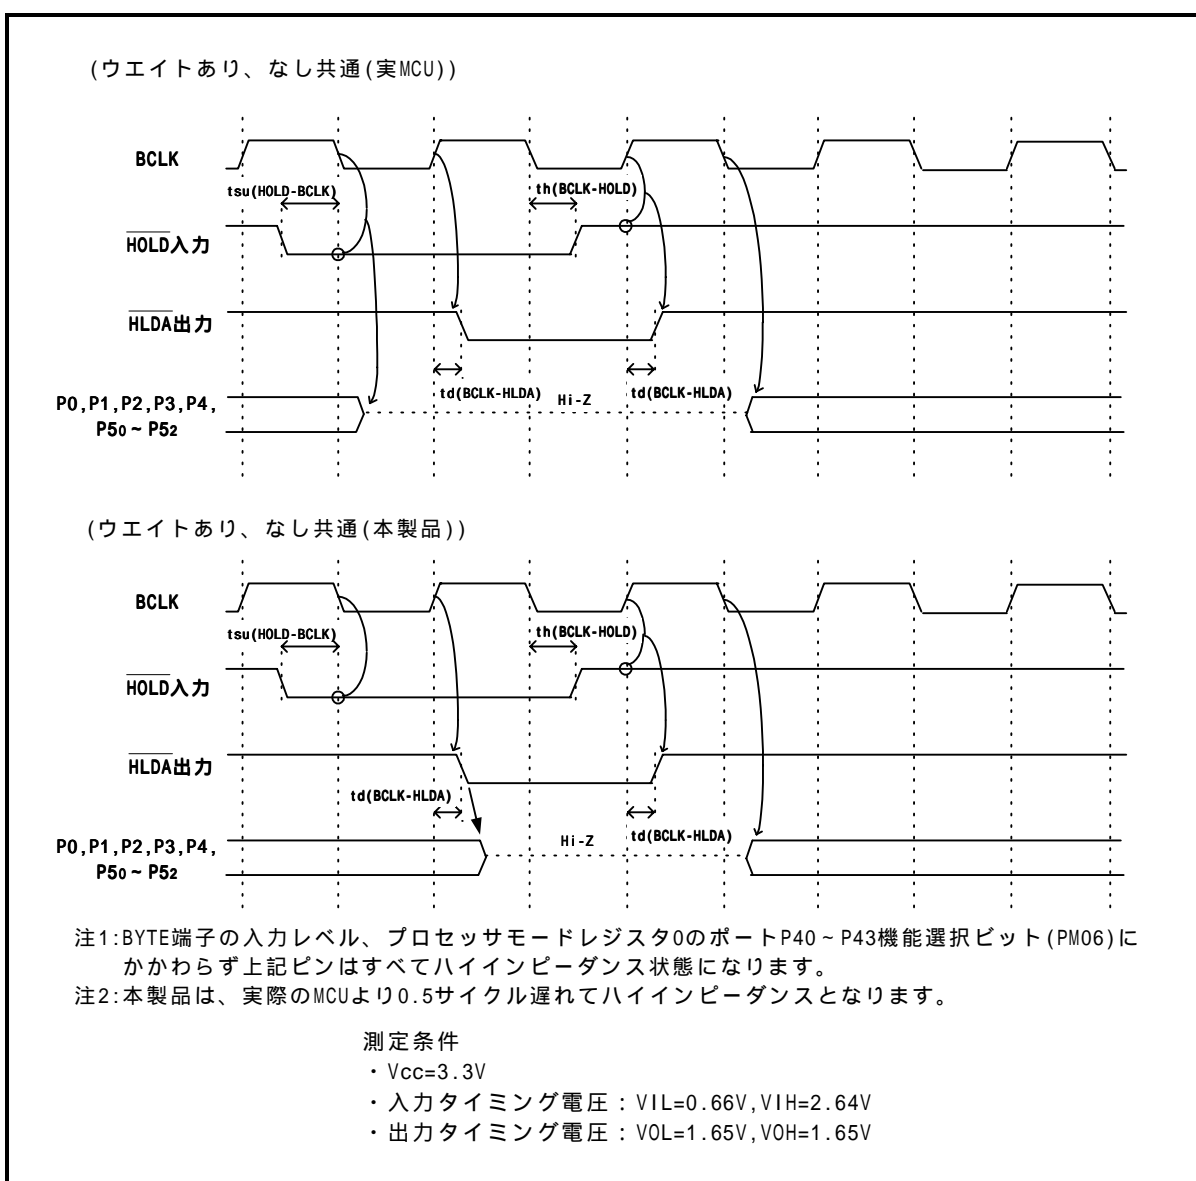 (ウエイトあり、なし共通(実MCU))
BCLK
tsu(HOLD-BCLK)
th(BCLK-HOLD)
HOLD入力
HLDA出力
td(BCLK-HLDA)
Hi-Z
td(BCLK-HLDA)
P0,P1,P2,P3,P4,
P50~P52
(ウエイトあり、なし共通(本製品))
BCLK
tsu(HOLD-BCLK)
th(BCLK-HOLD)
HOLD入力
HLDA出力
td(BCLK-HLDA)
Hi-Z
td(BCLK-HLDA)
P0,P1,P2,P3,P4,
P50~P52
注1:BYTE端子の入力レベル、プロセッサモードレジスタ0のポートP40~P43機能選択ビット(PM06)に
かかわらず上記ピンはすべてハイインピーダンス状態になります。
注2:本製品は、実際のMCUより0.5サイクル遅れてハイインピーダンスとなります。
測定条件
・Vcc=3.3V
・入力タイミング電圧:VIL=0.66V,VIH=2.64V
・出力タイミング電圧:VOL=1.65V,VOH=1.65V